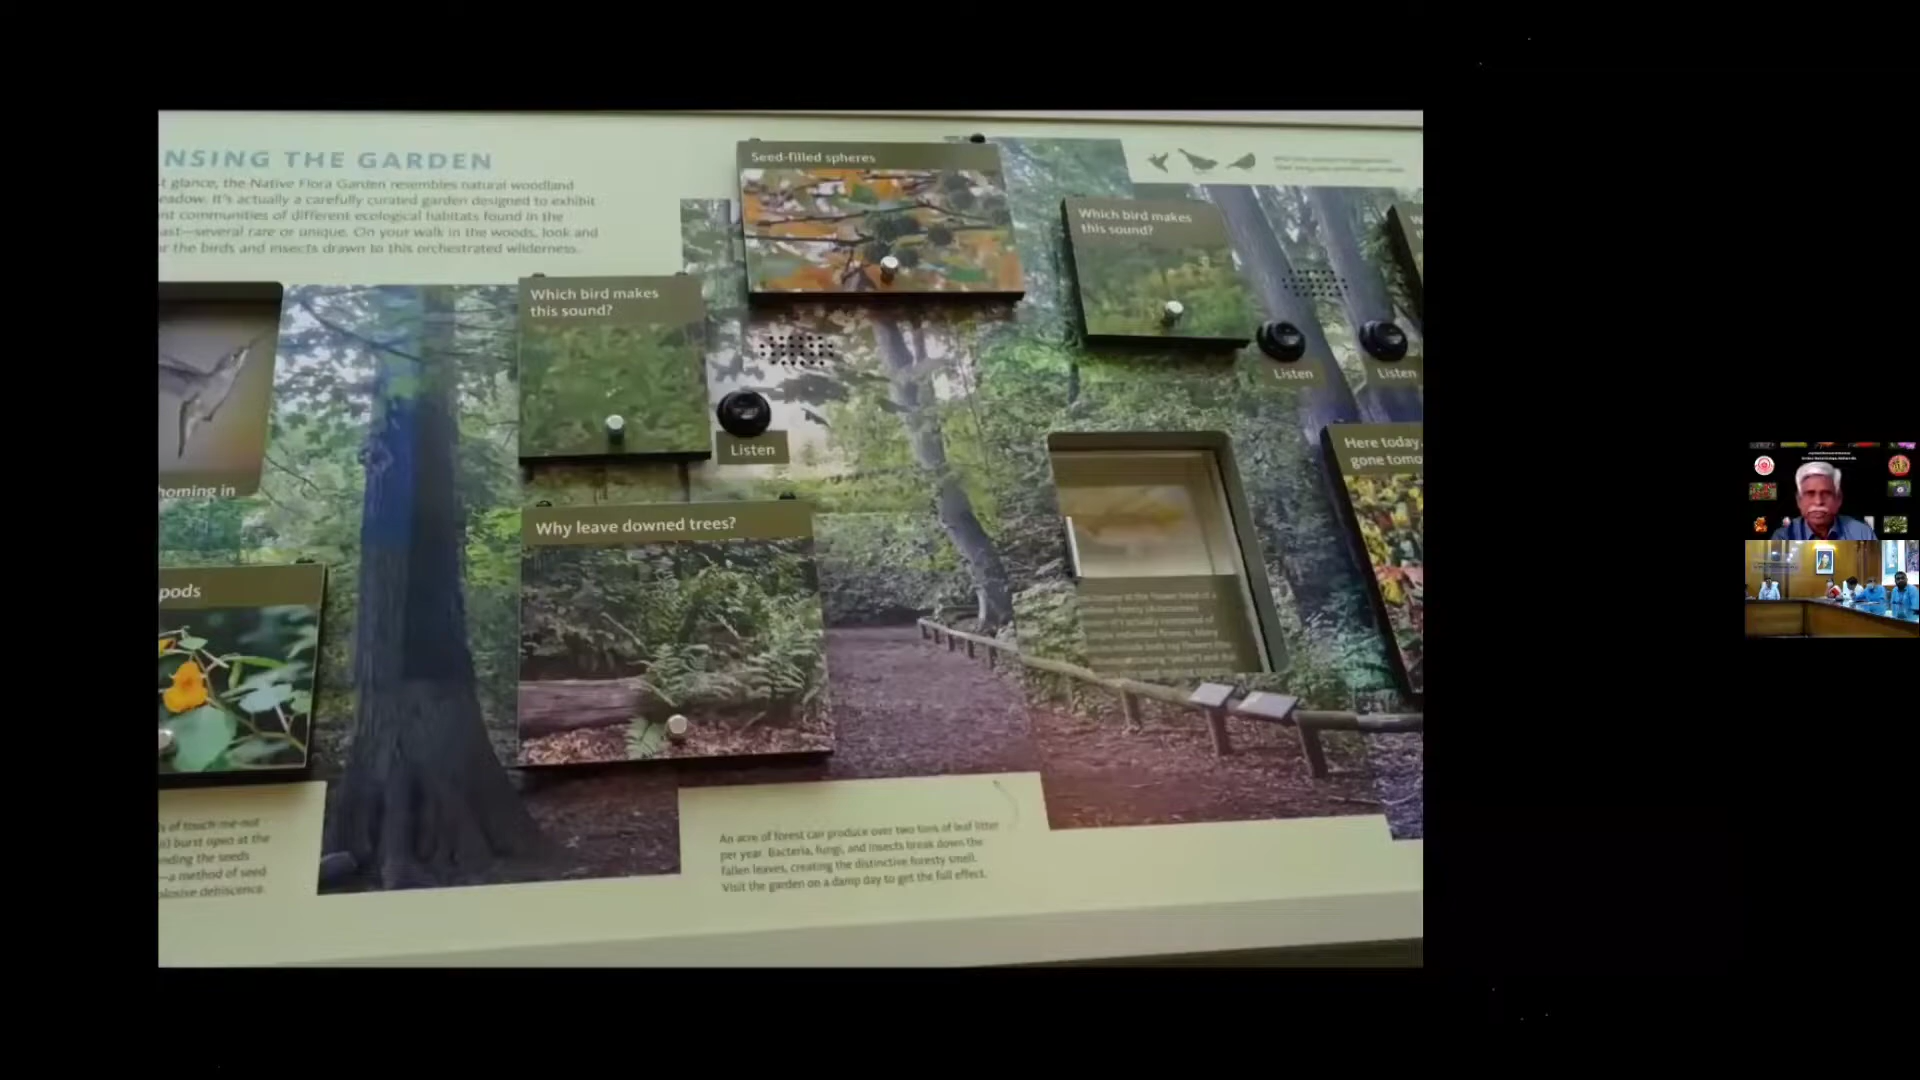 NSING THE GARDEN
t glance, the Native Flora Garden resembles natural woodland
eadow. It's actually a carefully curated garden designed to exhibit
nt communities of different ecological habitats found in the
ast—several rare or unique. On your walk in the woods, look and
r the birds and insects drawn to this orchestrated wilderness.
Seed-filled spheres
Which bird makes
this sound?
Which bird makes
this sound?
Listen
Listen
Listen
homing in
Here today,
gone tomo
Why leave downed trees?
pods
s of touch-me-not
) burst open at the
nding the seeds
—a method of seed
plosive dehiscence.
An acre of forest can produce over two tons of leaf litter
per year. Bacteria, fungi, and insects break down the
fallen leaves, creating the distinctive foresty smell.
Visit the garden on a damp day to get the full effect.